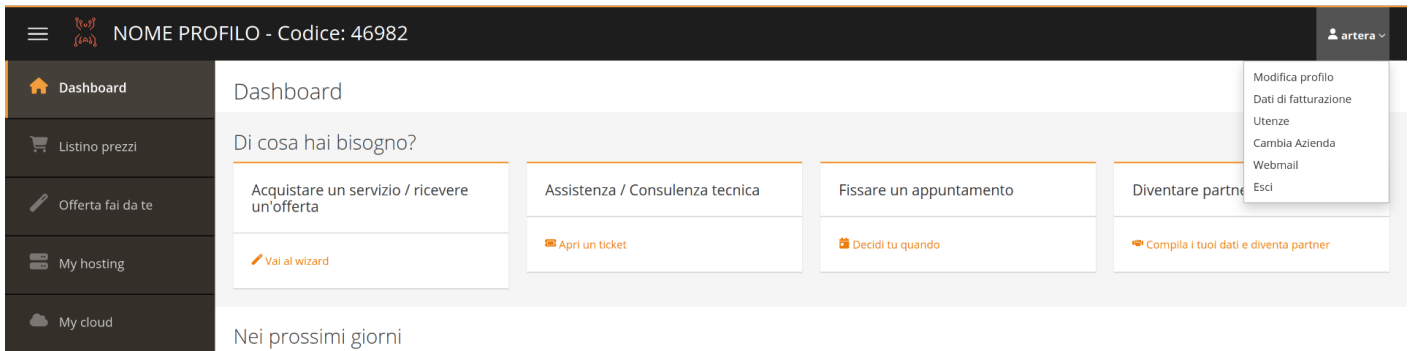 NOME PROFILO - Codice: 46982
artera
Modifica profilo
Dati di fatturazione
Utenze
Cambia Azienda
Webmail
Esci
Dashboard
Listino prezzi
Offerta fai da te
My hosting
My cloud
Dashboard
Di cosa hai bisogno?
Acquistare un servizio / ricevere
un'offerta
Vai al wizard
Assistenza / Consulenza tecnica
Apri un ticket
Fissare un appuntamento
Decidi tu quando
Diventare partne
Compila i tuoi dati e diventa partner
Nei prossimi giorni